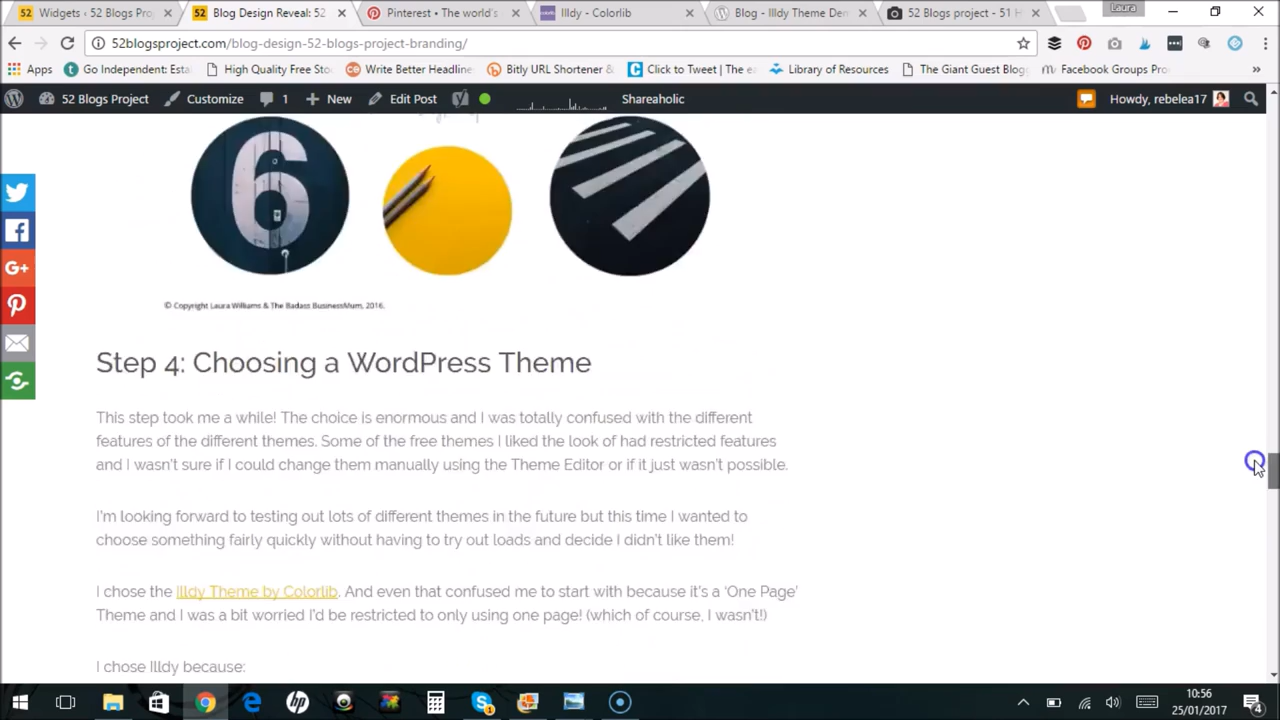 Laura
52 Widgets ‹ 52 Blogs Pro
52 Blog Design Reveal: 52
Pinterest • The world's
Illdy - Colorlib
Blog - Illdy Theme De
52 Blogs project - 51 H
52blogsproject.com/blog-design-52-blogs-project-branding/
Apps Go Independent: Esta High Quality Free Sto Write Better Headline Bitly URL Shortener & Click to Tweet | The ea Library of Resources The Giant Guest Blog Facebook Groups Pro »
52 Blogs Project Customize 1 New Edit Post Shareaholic Howdy, rebelea17
6
© Copyright Laura Williams & The Badass BusinessMum, 2016.
Step 4: Choosing a WordPress Theme
This step took me a while! The choice is enormous and I was totally confused with the different
features of the different themes. Some of the free themes I liked the look of had restricted features
and I wasn't sure if I could change them manually using the Theme Editor or if it just wasn't possible.
I'm looking forward to testing out lots of different themes in the future but this time I wanted to
choose something fairly quickly without having to try out loads and decide I didn't like them!
I chose the Illdy Theme by Colorlib. And even that confused me to start with because it's a 'One Page'
Theme and I was a bit worried I'd be restricted to only using one page! (which of course, I wasn't!)
I chose Illdy because:
10:56
25/01/2017
4